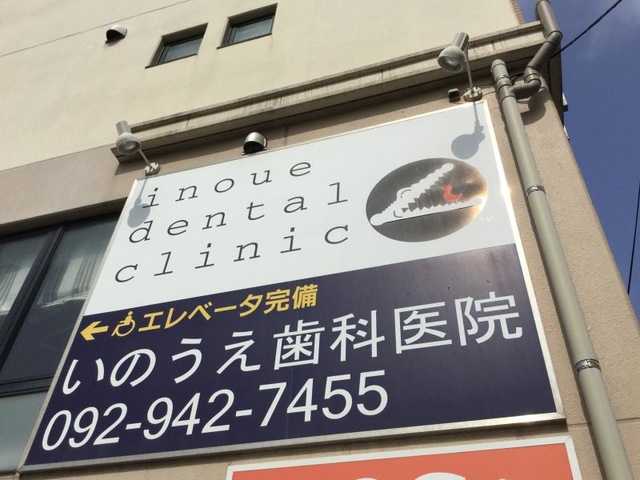 inoue
dental
clinic
エレベータ完備
いのうえ歯科医院
092-942-7455